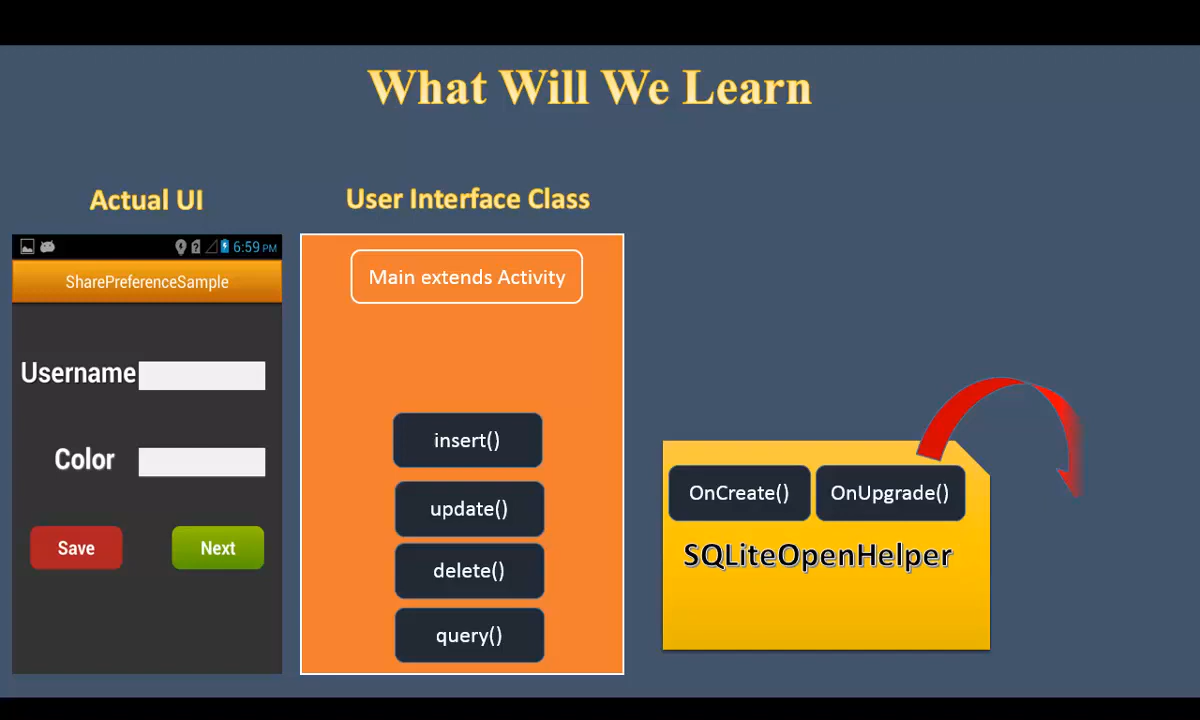 What Will We Learn
Actual UI
User Interface Class
6:59 PM
SharePreferenceSample
Username
Color
Save
Next
Main extends Activity
insert()
update()
delete()
query()
OnCreate()
OnUpgrade()
SQLiteOpenHelper